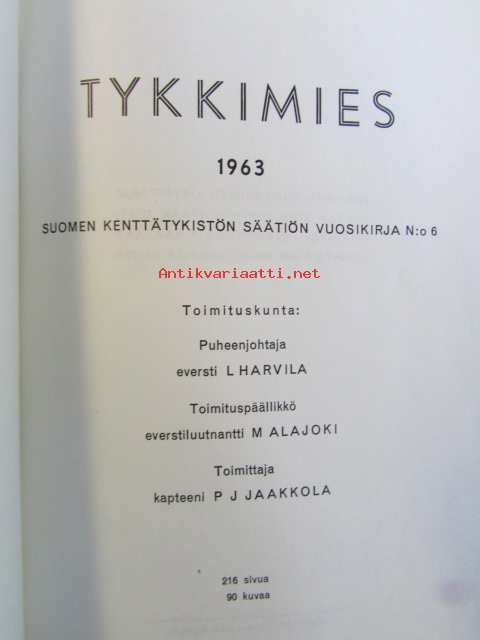 TYKKIMIES
1963
SUOMEN KENTTÄTYKISTÖN SÄÄTIÖN VUOSIKIRJA N:o 6
Antikvariaatti.net
Toimituskunta:
Puheenjohtaja
eversti L HARVILA
Toimituspäällikkö
everstiluutnantti M ALAJOKI
Toimittaja
kapteeni P J JAAKKOLA
216 sivua
90 kuvaa